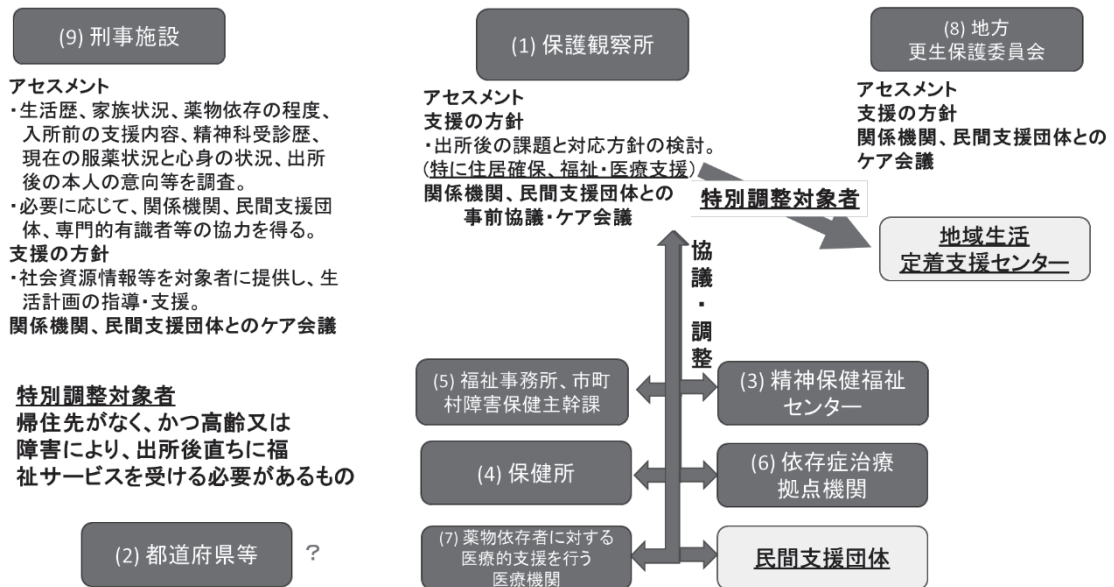 (9) 刑事施設
アセスメント
・生活歴、家族状況、薬物依存の程度、
入所前の支援内容、精神科受診歴、
現在の服薬状況と心身の状況、出所
後の本人の意向等を調査。
・必要に応じて、関係機関、民間支援団
体、専門的有識者等の協力を得る。
支援の方針
・社会資源情報等を対象者に提供し、生
活計画の指導・支援。
関係機関、民間支援団体とのケア会議
(1) 保護観察所
アセスメント
支援の方針
・出所後の課題と対応方針の検討。
(特に住居確保、福祉・医療支援)
関係機関、民間支援団体との
事前協議・ケア会議
(8) 地方
更生保護委員会
アセスメント
支援の方針
関係機関、民間支援団体との
ケア会議
特別調整対象者
地域生活
定着支援センター
協議・調整
特別調整対象者
帰住先がなく、かつ高齢又は
障害により、出所後直ちに福
祉サービスを受ける必要があるもの
(2) 都道府県等
?
(5) 福祉事務所、市町
村障害保健主幹課
(3) 精神保健福祉
センター
(4) 保健所
(6) 依存症治療
拠点機関
(7) 薬物依存者に対する
医療的支援を行う
医療機関
民間支援団体